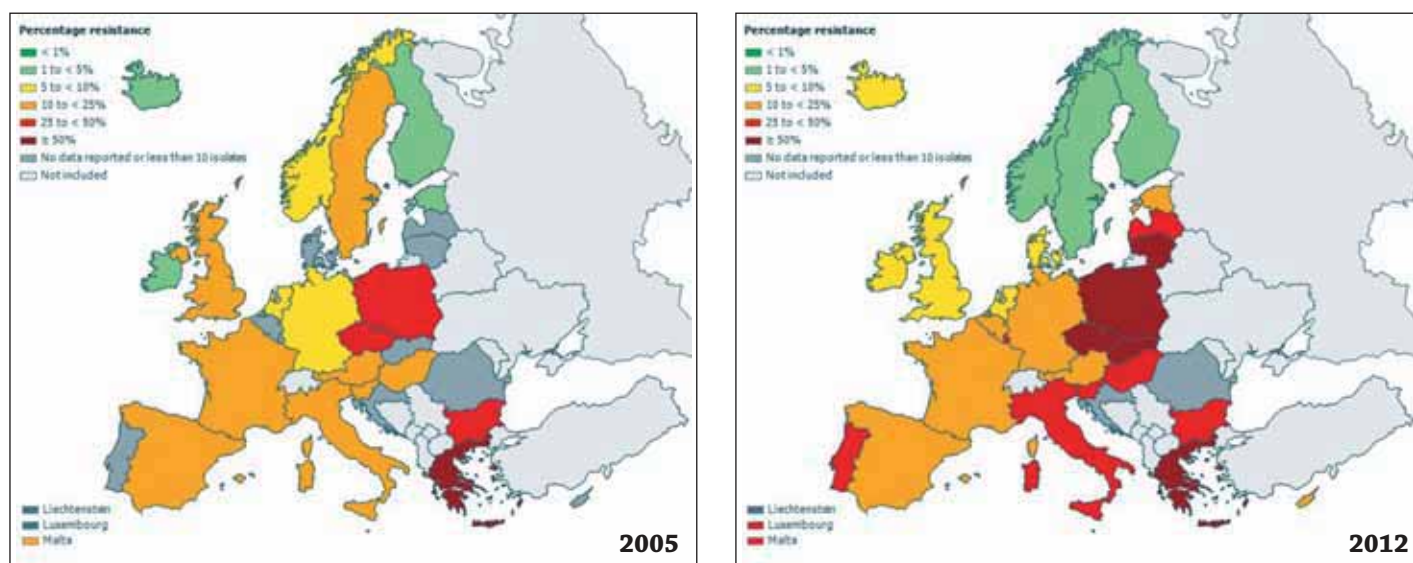 Percentage resistance
< 1%
1 to < 5%
5 to < 10%
10 to < 25%
25 to < 50%
≥ 50%
No data reported or less than 10 isolates
Not included
Liechtenstein
Luxembourg
Malta
2005
Percentage resistance
< 1%
1 to < 5%
5 to < 10%
10 to < 25%
25 to < 50%
≥ 50%
No data reported or less than 10 isolates
Not included
Liechtenstein
Luxembourg
Malta
2012